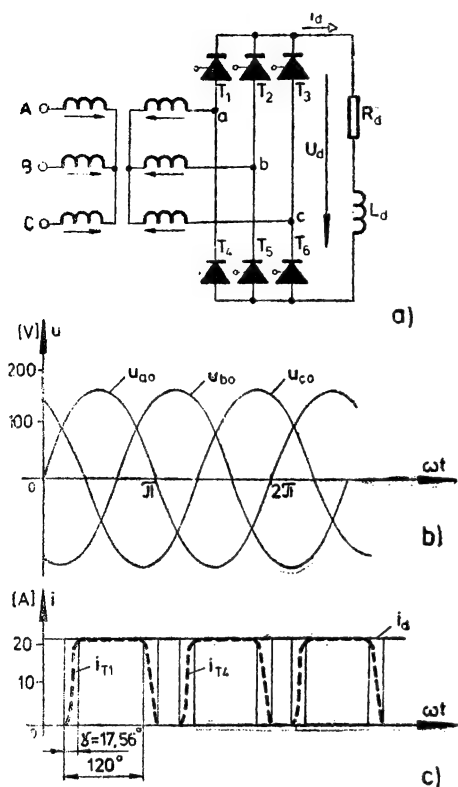 i_d
T₁
T₂
T₃
A
a
R_d
U_d
B
b
C
c
L_d
T₄
T₅
T₆
a)
[V]
u
u_ao
u_bo
u_co
200
100
0
π
2π
ωt
b)
[A]
i
i_d
20
i_T1
i_T4
10
0
ωt
γ=17,56°
120°
c)